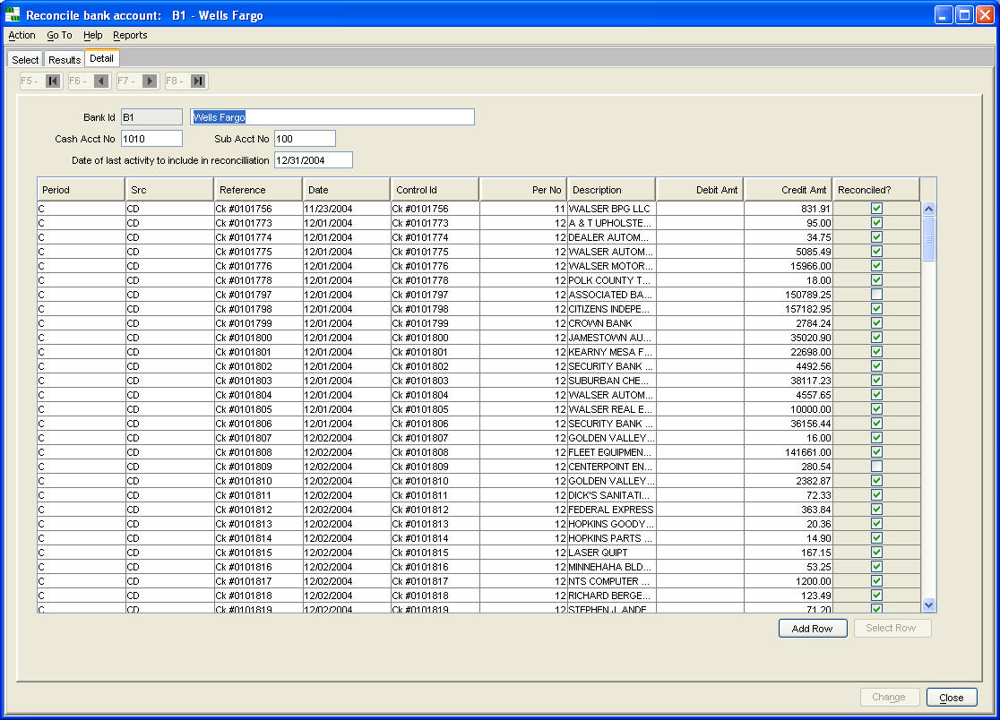 Reconcile bank account: B1 - Wells Fargo
Action Go To Help Reports
Select Results Detail
F5 - F6 - F7 - F8 -
Bank Id B1 Wells Fargo
Cash Acct No 1010 Sub Acct No 100
Date of last activity to include in reconcilliation 12/31/2004
Period Src Reference Date Control Id Per No Description Debit Amt Credit Amt Reconciled?
C CD Ck #0101756 11/23/2004 Ck #0101756 11 WALSER BPG LLC 831.91
C CD Ck #0101773 12/01/2004 Ck #0101773 12 A & T UPHOLSTE... 95.00
C CD Ck #0101774 12/01/2004 Ck #0101774 12 DEALER AUTOM... 34.75
C CD Ck #0101775 12/01/2004 Ck #0101775 12 WALSER AUTOM... 5085.49
C CD Ck #0101776 12/01/2004 Ck #0101776 12 WALSER MOTOR... 15966.00
C CD Ck #0101778 12/01/2004 Ck #0101778 12 POLK COUNTY T... 18.00
C CD Ck #0101797 12/01/2004 Ck #0101797 12 ASSOCIATED BA... 150789.25
C CD Ck #0101798 12/01/2004 Ck #0101798 12 CITIZENS INDEPE... 157182.95
C CD Ck #0101799 12/01/2004 Ck #0101799 12 CROWN BANK 2784.24
C CD Ck #0101800 12/01/2004 Ck #0101800 12 JAMESTOWN AU... 35020.90
C CD Ck #0101801 12/01/2004 Ck #0101801 12 KEARNY MESA F... 22698.00
C CD Ck #0101802 12/01/2004 Ck #0101802 12 SECURITY BANK ... 4492.56
C CD Ck #0101803 12/01/2004 Ck #0101803 12 SUBURBAN CHE... 38117.23
C CD Ck #0101804 12/01/2004 Ck #0101804 12 WALSER AUTOM... 4557.65
C CD Ck #0101805 12/01/2004 Ck #0101805 12 WALSER REAL E... 10000.00
C CD Ck #0101806 12/01/2004 Ck #0101806 12 SECURITY BANK ... 36156.44
C CD Ck #0101807 12/02/2004 Ck #0101807 12 GOLDEN VALLEY... 16.00
C CD Ck #0101808 12/02/2004 Ck #0101808 12 FLEET EQUIPMEN... 141661.00
C CD Ck #0101809 12/02/2004 Ck #0101809 12 CENTERPOINT EN... 280.54
C CD Ck #0101810 12/02/2004 Ck #0101810 12 GOLDEN VALLEY... 2382.87
C CD Ck #0101811 12/02/2004 Ck #0101811 12 DICK'S SANITATI... 72.33
C CD Ck #0101812 12/02/2004 Ck #0101812 12 FEDERAL EXPRESS 363.84
C CD Ck #0101813 12/02/2004 Ck #0101813 12 HOPKINS GOODY... 20.36
C CD Ck #0101814 12/02/2004 Ck #0101814 12 HOPKINS PARTS ... 14.90
C CD Ck #0101815 12/02/2004 Ck #0101815 12 LASER QUIPT 167.15
C CD Ck #0101816 12/02/2004 Ck #0101816 12 MINNEHAHA BLD... 53.25
C CD Ck #0101817 12/02/2004 Ck #0101817 12 NTS COMPUTER ... 1200.00
C CD Ck #0101818 12/02/2004 Ck #0101818 12 RICHARD BERGE... 123.49
C CD Ck #0101819 12/02/2004 Ck #0101819 12 STEPHEN J. ANDE... 71.20
Add Row Select Row
Change Close